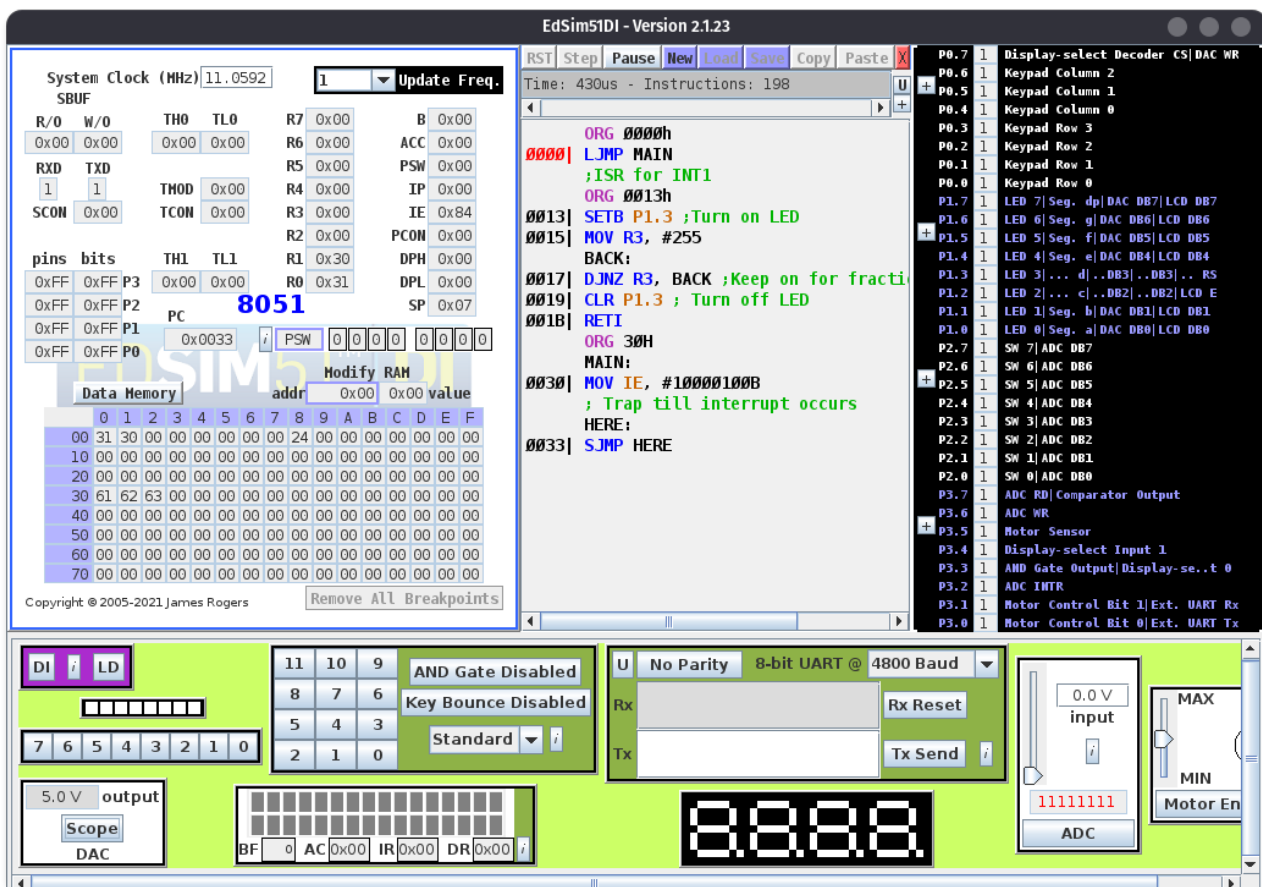 EdSim51DI - Version 2.1.23
System Clock (MHz) 11.0592 1 Update Freq.
SBUF
R/O W/O TH0 TL0 R7 0x00 B 0x00
0x00 0x00 0x00 0x00 R6 0x00 ACC 0x00
RXD TXD R5 0x00 PSW 0x00
1 1 TMOD 0x00 R4 0x00 IP 0x00
SCON 0x00 TCON 0x00 R3 0x00 IE 0x84
R2 0x00 PCON 0x00
pins bits TH1 TL1 R1 0x30 DPH 0x00
0xFF 0xFF P3 0x00 0x00 R0 0x31 DPL 0x00
0xFF 0xFF P2 8051 SP 0x07
0xFF 0xFF P1 PC
0xFF 0xFF P0 0x0033 i PSW 0 0 0 0 0 0 0 0
EdSIM51 DI
Modify RAM
Data Memory addr 0x00 0x00 value
0 1 2 3 4 5 6 7 8 9 A B C D E F
00 31 30 00 00 00 00 00 00 24 00 00 00 00 00 00 00
10 00 00 00 00 00 00 00 00 00 00 00 00 00 00 00 00
20 00 00 00 00 00 00 00 00 00 00 00 00 00 00 00 00
30 61 62 63 00 00 00 00 00 00 00 00 00 00 00 00 00
40 00 00 00 00 00 00 00 00 00 00 00 00 00 00 00 00
50 00 00 00 00 00 00 00 00 00 00 00 00 00 00 00 00
60 00 00 00 00 00 00 00 00 00 00 00 00 00 00 00 00
70 00 00 00 00 00 00 00 00 00 00 00 00 00 00 00 00
Copyright © 2005-2021 James Rogers Remove All Breakpoints
RST Step Pause New Load Save Copy Paste X
Time: 430us - Instructions: 198 U
+
ORG 0000h
0000| LJMP MAIN
;ISR for INT1
ORG 0013h
0013| SETB P1.3 ;Turn on LED
0015| MOV R3, #255
BACK:
0017| DJNZ R3, BACK ;Keep on for fracti
0019| CLR P1.3 ; Turn off LED
001B| RETI
ORG 30H
MAIN:
0030| MOV IE, #10000100B
; Trap till interrupt occurs
HERE:
0033| SJMP HERE
P0.7 1 Display-select Decoder CS|DAC WR
P0.6 1 Keypad Column 2
+ P0.5 1 Keypad Column 1
P0.4 1 Keypad Column 0
P0.3 1 Keypad Row 3
P0.2 1 Keypad Row 2
P0.1 1 Keypad Row 1
P0.0 1 Keypad Row 0
P1.7 1 LED 7|Seg. dp|DAC DB7|LCD DB7
P1.6 1 LED 6|Seg. g|DAC DB6|LCD DB6
+ P1.5 1 LED 5|Seg. f|DAC DB5|LCD DB5
P1.4 1 LED 4|Seg. e|DAC DB4|LCD DB4
P1.3 1 LED 3|... d|..DB3|..DB3|.. RS
P1.2 1 LED 2|... c|..DB2|..DB2|LCD E
P1.1 1 LED 1|Seg. b|DAC DB1|LCD DB1
P1.0 1 LED 0|Seg. a|DAC DB0|LCD DB0
P2.7 1 SW 7|ADC DB7
P2.6 1 SW 6|ADC DB6
+ P2.5 1 SW 5|ADC DB5
P2.4 1 SW 4|ADC DB4
P2.3 1 SW 3|ADC DB3
P2.2 1 SW 2|ADC DB2
P2.1 1 SW 1|ADC DB1
P2.0 1 SW 0|ADC DB0
P3.7 1 ADC RD|Comparator Output
P3.6 1 ADC WR
+ P3.5 1 Motor Sensor
P3.4 1 Display-select Input 1
P3.3 1 AND Gate Output|Display-se..t 0
P3.2 1 ADC INTR
P3.1 1 Motor Control Bit 1|Ext. UART Rx
P3.0 1 Motor Control Bit 0|Ext. UART Tx
DI i LD
7 6 5 4 3 2 1 0
5.0 V output
Scope
DAC
11 10 9
8 7 6
5 4 3
2 1 0
AND Gate Disabled
Key Bounce Disabled
Standard i
BF 0 AC 0x00 IR 0x00 DR 0x00 i
U No Parity 8-bit UART @ 4800 Baud
Rx Rx Reset
Tx Tx Send i
8.8.8.8.
0.0 V
input
i
11111111
ADC
MAX
MIN
Motor En